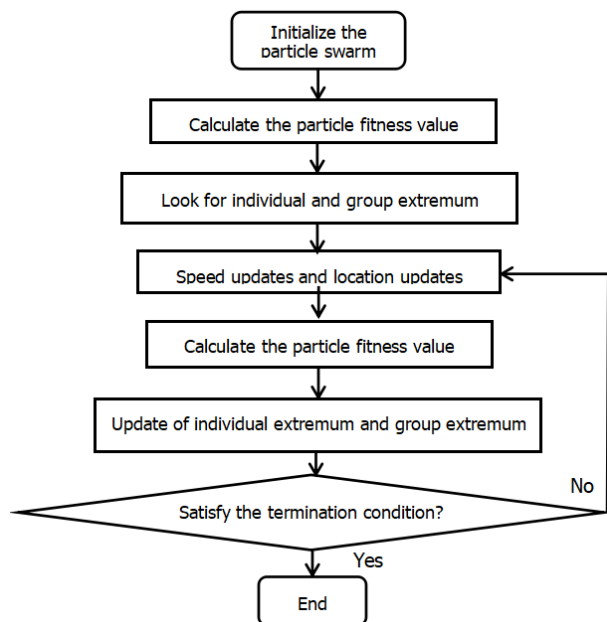 Initialize the
particle swarm
Calculate the particle fitness value
Look for individual and group extremum
Speed updates and location updates
Calculate the particle fitness value
Update of individual extremum and group extremum
No
Satisfy the termination condition?
Yes
End